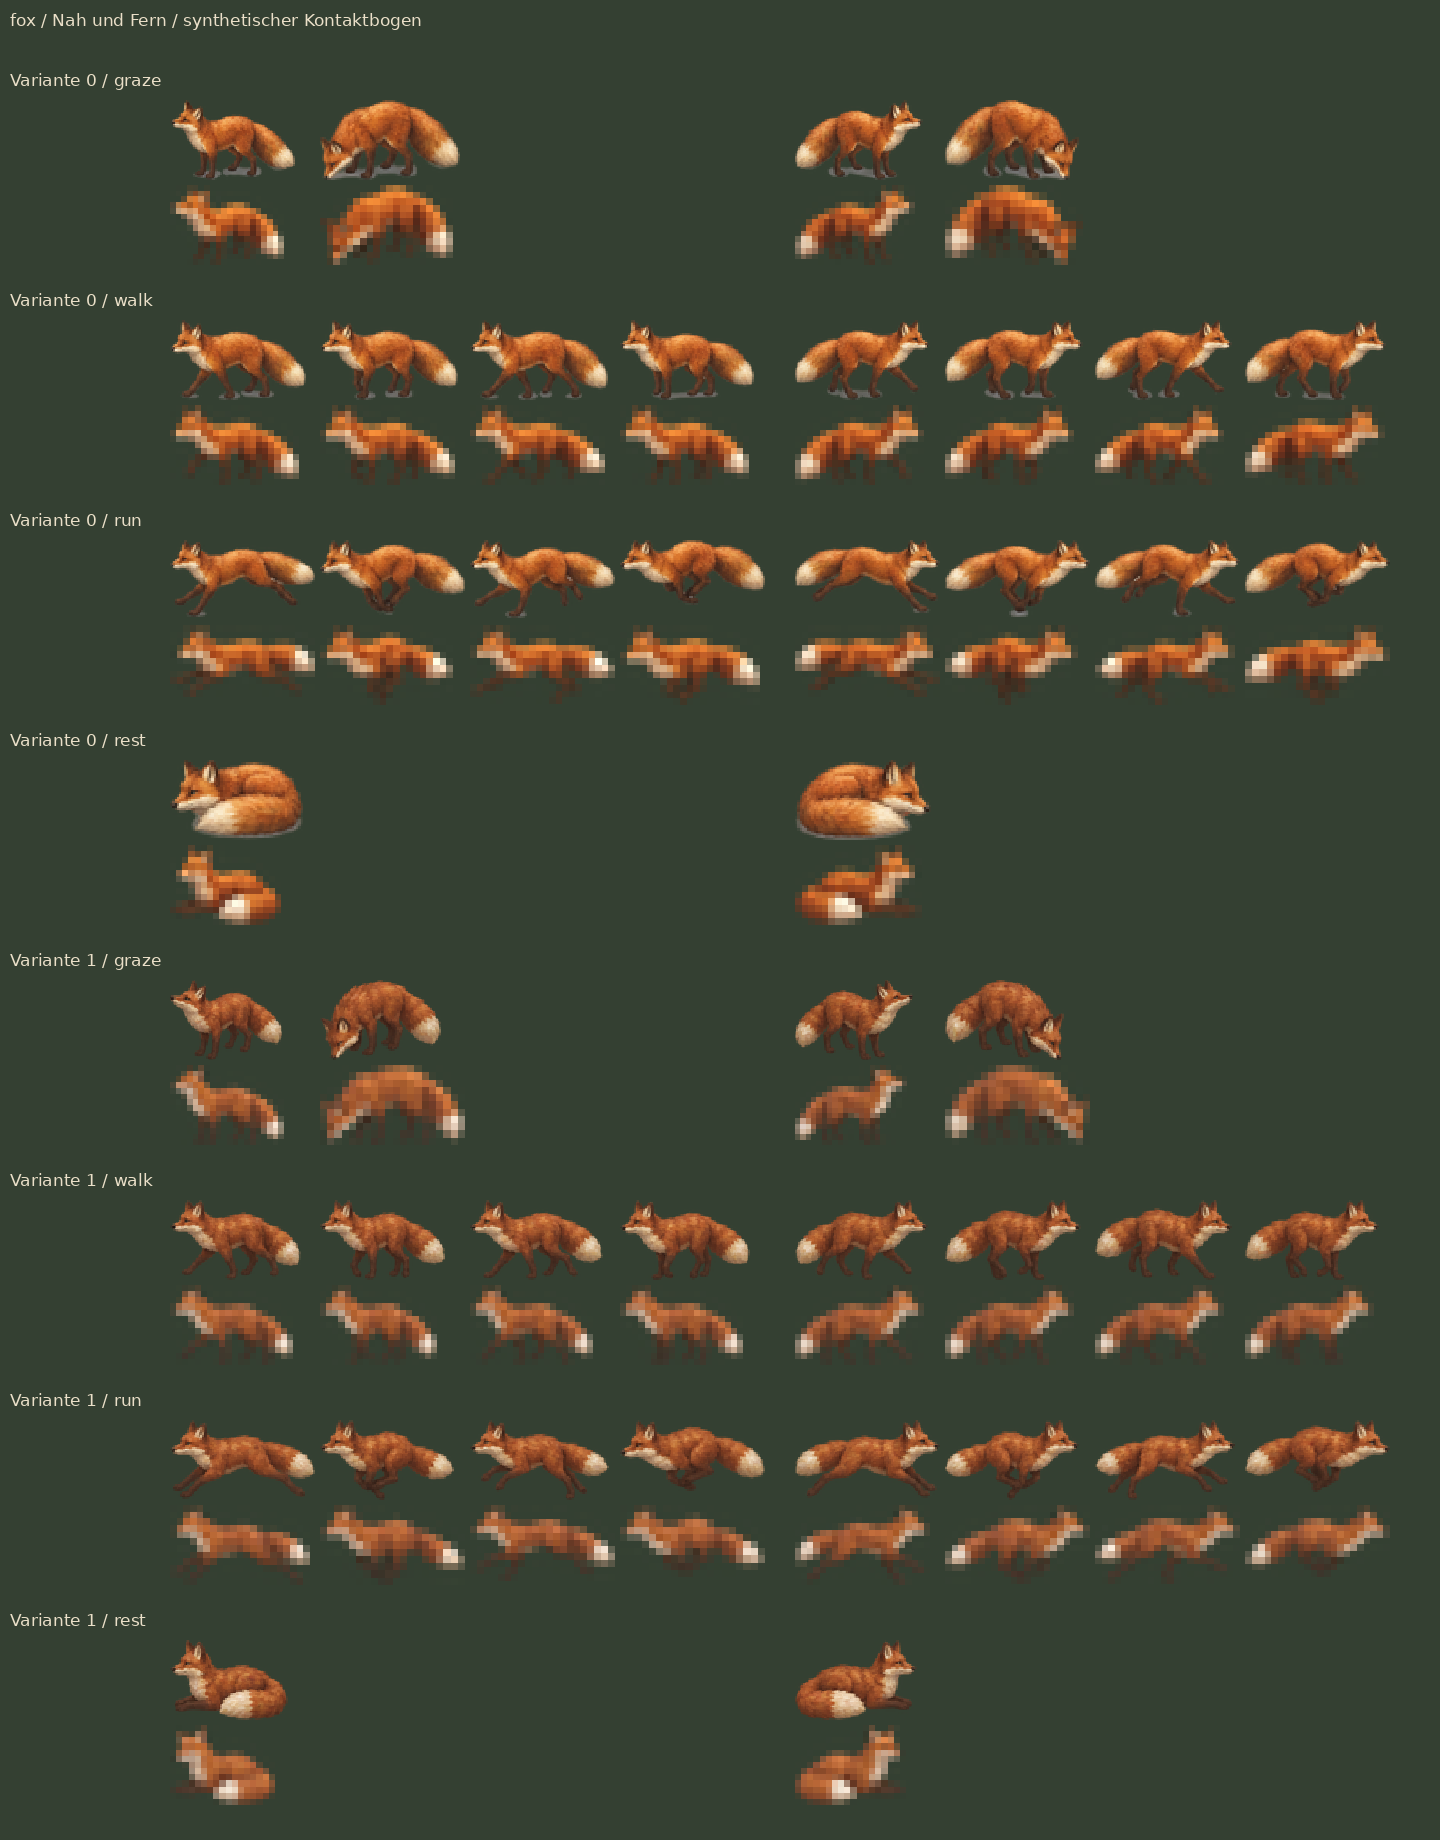 fox / Nah und Fern / synthetischer Kontaktbogen
Variante 0 / graze
Variante 0 / walk
Variante 0 / run
Variante 0 / rest
Variante 1 / graze
Variante 1 / walk
Variante 1 / run
Variante 1 / rest